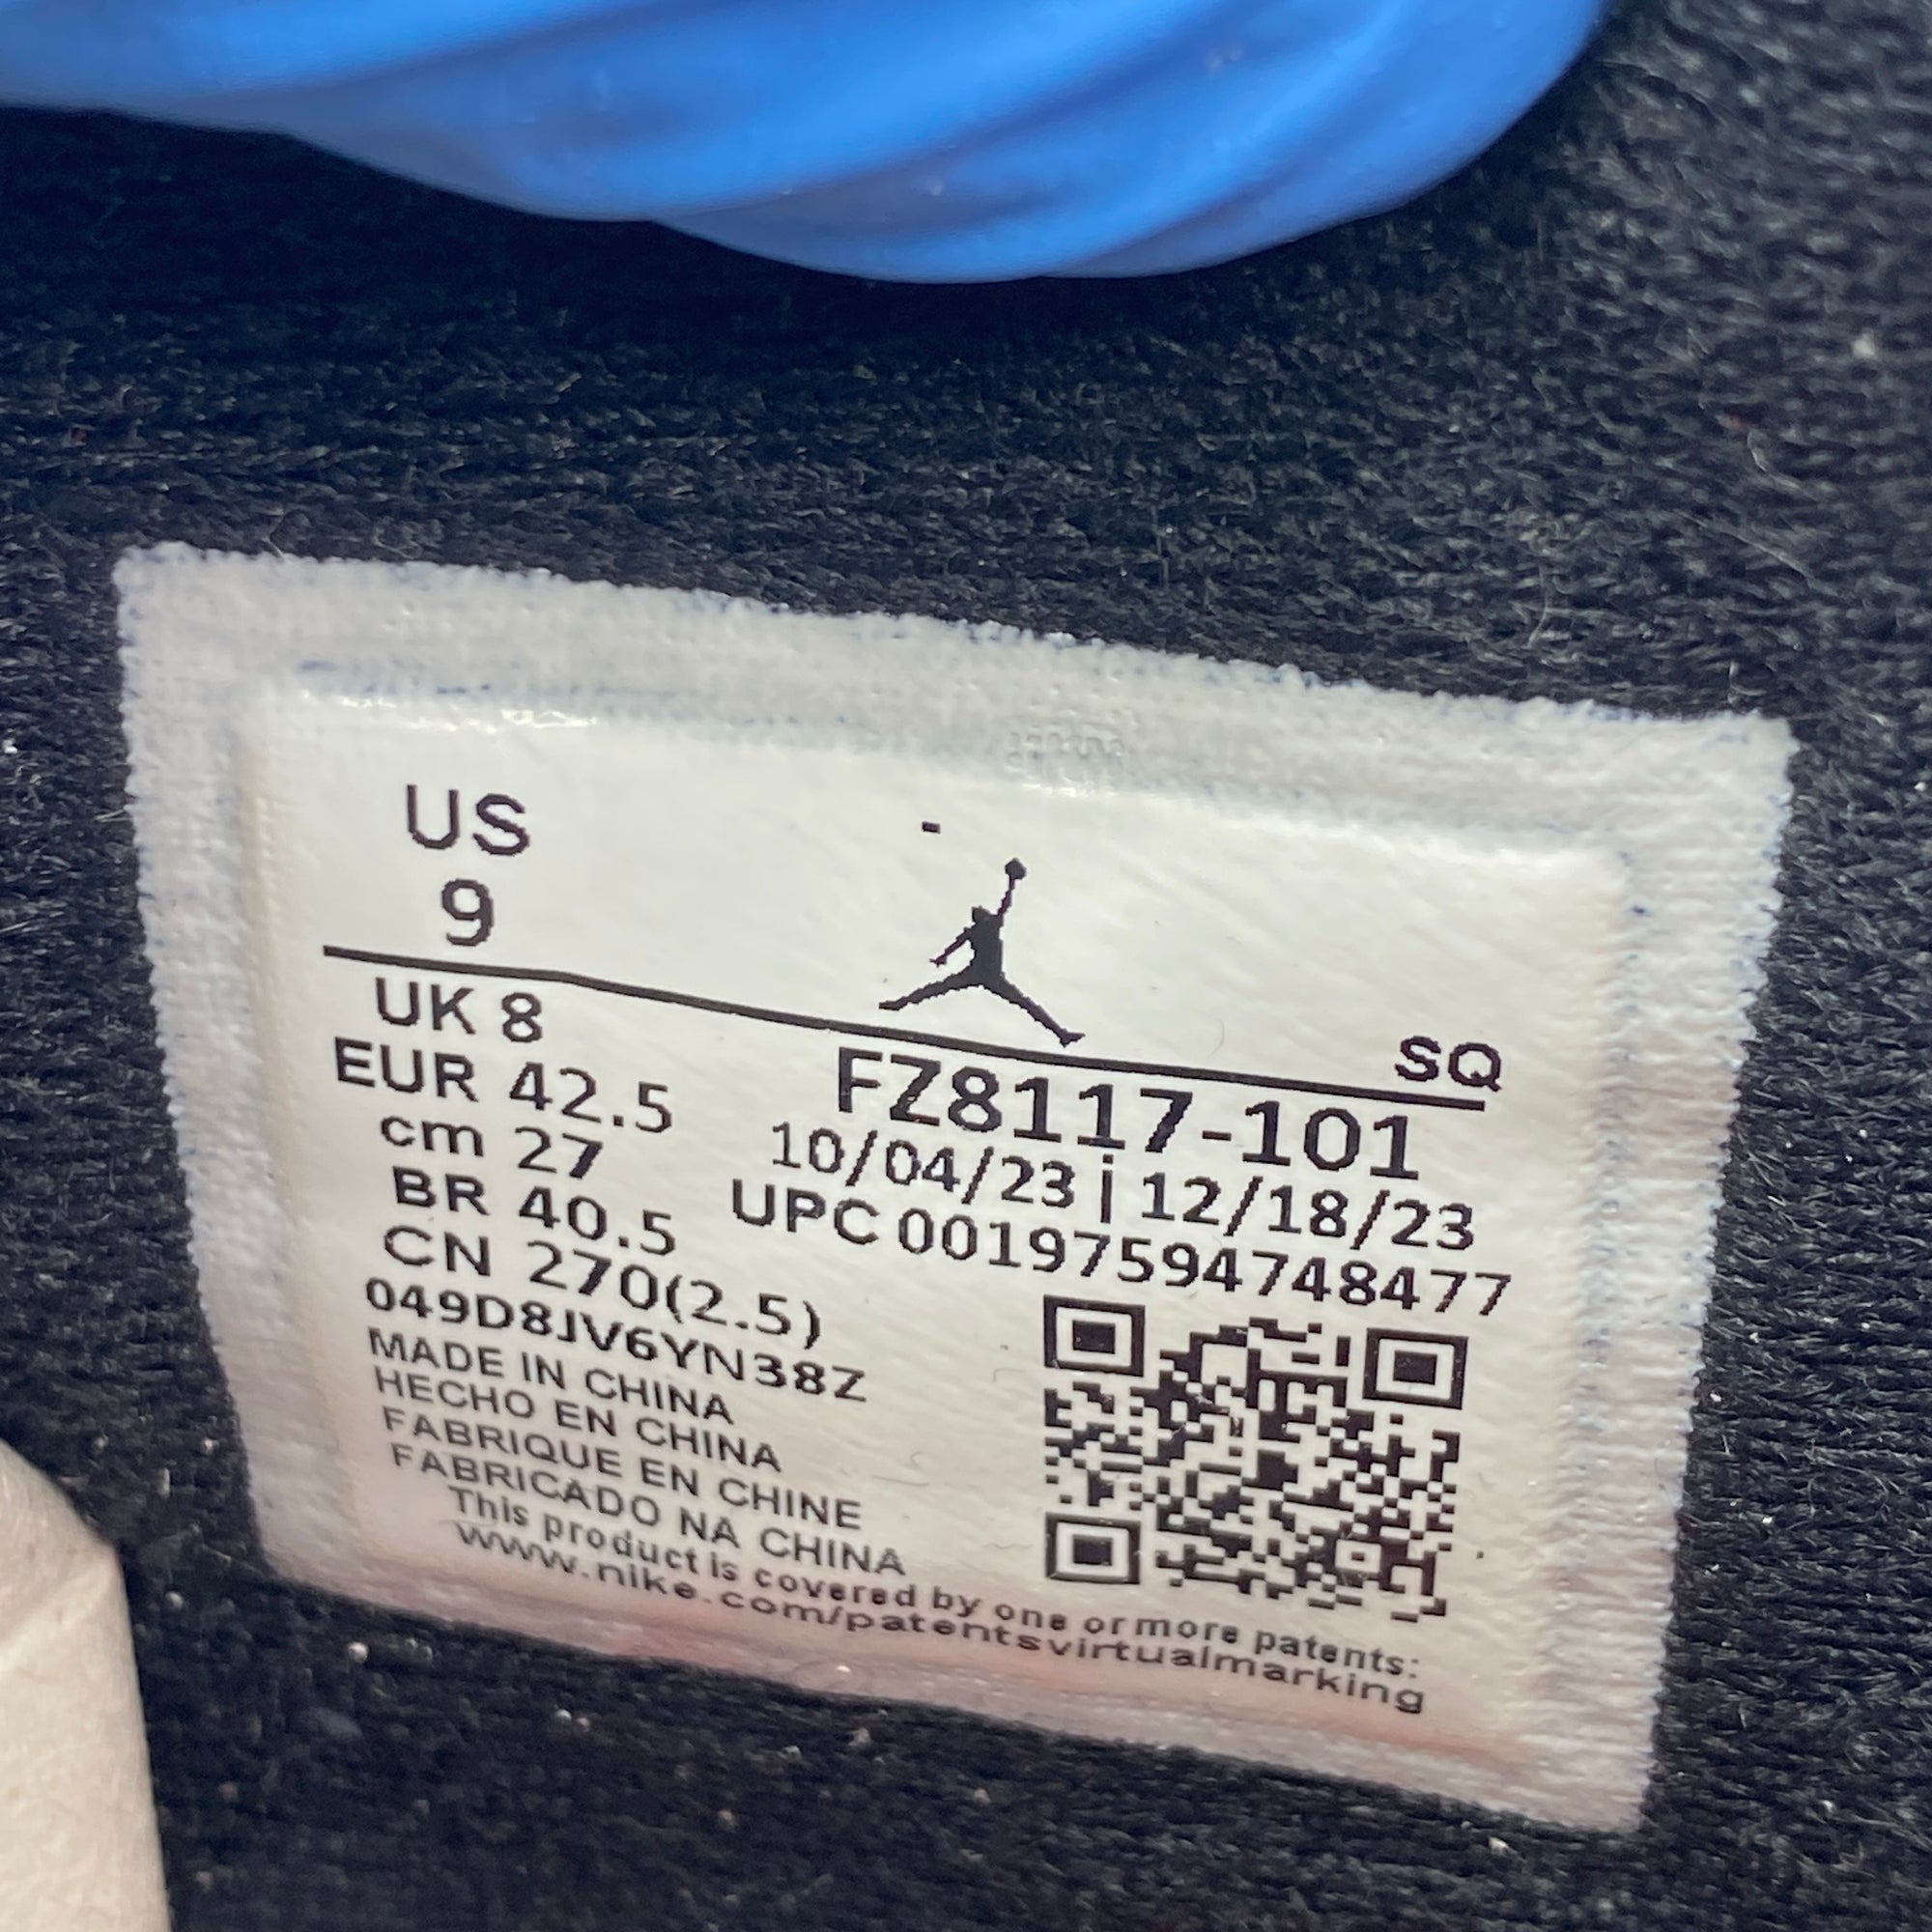 US
9
SQ
UK 8
EUR 42.5
cm 27
BR 40.5
CN 270(2.5)
FZ8117-101
10/04/23 | 12/18/23
UPC 00197594748477
049D8JV6YN38Z
MADE IN CHINA
HECHO EN CHINA
FABRIQUE EN CHINE
FABRICADO NA CHINA
This product is covered by one or more patents:
www.nike.com/patentsvirtualmarking